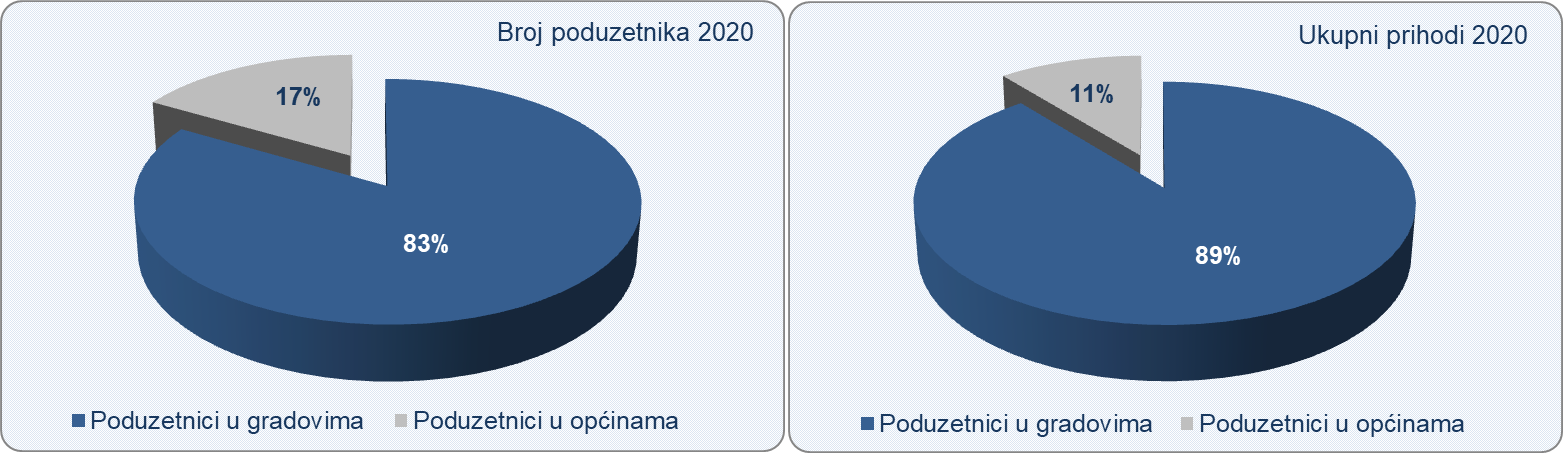 Broj poduzetnika 2020
17%
83%
Poduzetnici u gradovima
Poduzetnici u općinama
Ukupni prihodi 2020
11%
89%
Poduzetnici u gradovima
Poduzetnici u općinama